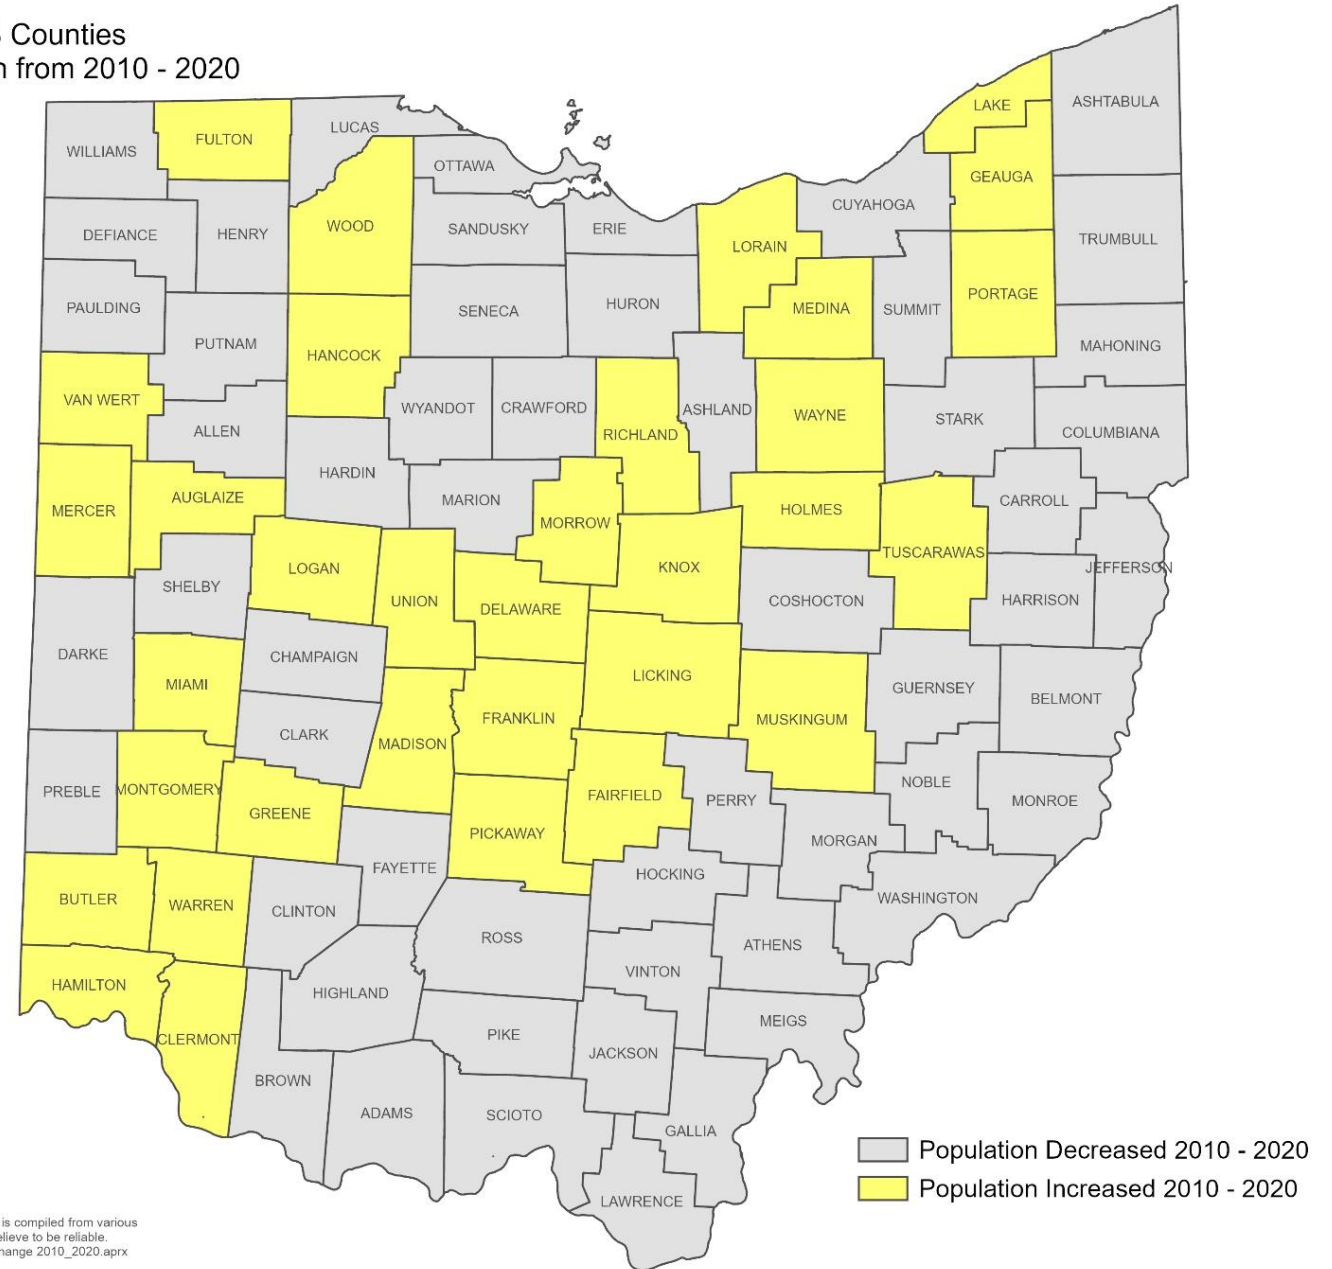 Counties
from 2010 - 2020
LAKE
ASHTABULA
FULTON
LUCAS
WILLIAMS
OTTAWA
GEAUGA
CUYAHOGA
WOOD
SANDUSKY
ERIE
DEFIANCE
HENRY
LORAIN
TRUMBULL
PAULDING
HURON
MEDINA
SUMMIT
PORTAGE
SENECA
PUTNAM
HANCOCK
MAHONING
VAN WERT
WYANDOT
CRAWFORD
ASHLAND
WAYNE
STARK
ALLEN
RICHLAND
COLUMBIANA
HARDIN
MERCER
AUGLAIZE
MARION
MORROW
HOLMES
CARROLL
TUSCARAWAS
LOGAN
KNOX
JEFFERSON
SHELBY
UNION
DELAWARE
COSHOCTON
HARRISON
DARKE
CHAMPAIGN
MIAMI
LICKING
GUERNSEY
BELMONT
CLARK
FRANKLIN
MUSKINGUM
MADISON
PREBLE
MONTGOMERY
GREENE
FAIRFIELD
PERRY
NOBLE
MONROE
PICKAWAY
MORGAN
FAYETTE
HOCKING
BUTLER
WARREN
CLINTON
WASHINGTON
ROSS
ATHENS
HAMILTON
HIGHLAND
VINTON
CLERMONT
PIKE
JACKSON
MEIGS
BROWN
ADAMS
SCIOTO
GALLIA
LAWRENCE
Population Decreased 2010 - 2020
Population Increased 2010 - 2020
is compiled from various
elieve to be reliable.
hange 2010_2020.aprx